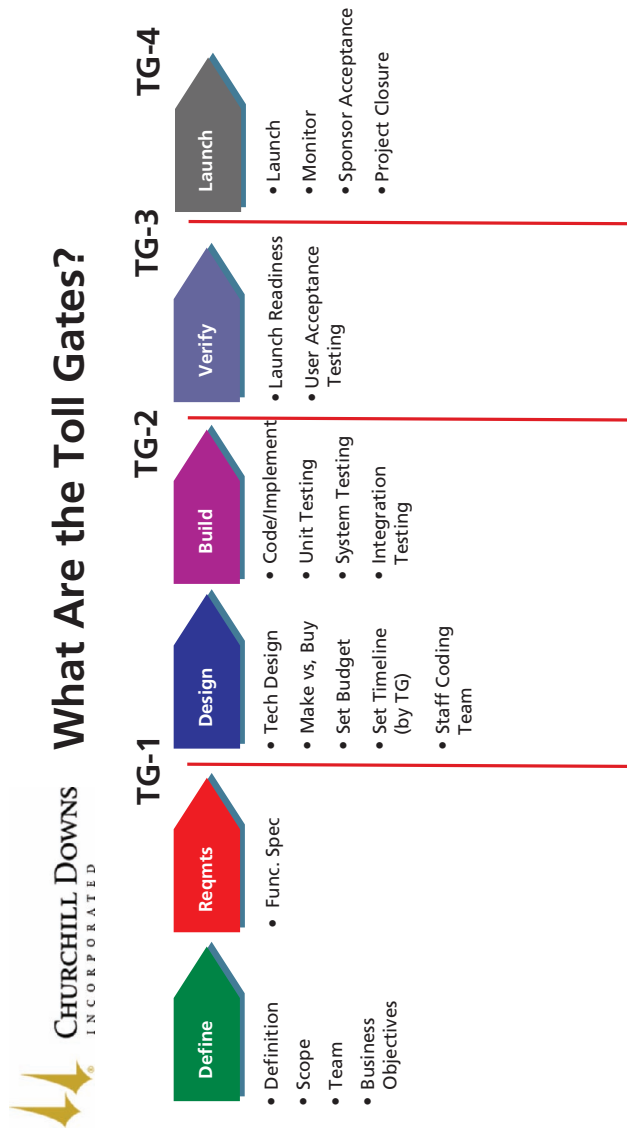 CHURCHILL DOWNS
INCORPORATED
What Are the Toll Gates?
TG-1
TG-2
TG-3
TG-4
Define
• Definition
• Scope
• Team
• Business
Objectives
Reqmts
• Func. Spec
Design
• Tech Design
• Make vs, Buy
• Set Budget
• Set Timeline
(by TG)
• Staff Coding
Team
Build
• Code/Implement
• Unit Testing
• System Testing
• Integration
Testing
Verify
• Launch Readiness
• User Acceptance
Testing
Launch
• Launch
• Monitor
• Sponsor Acceptance
• Project Closure